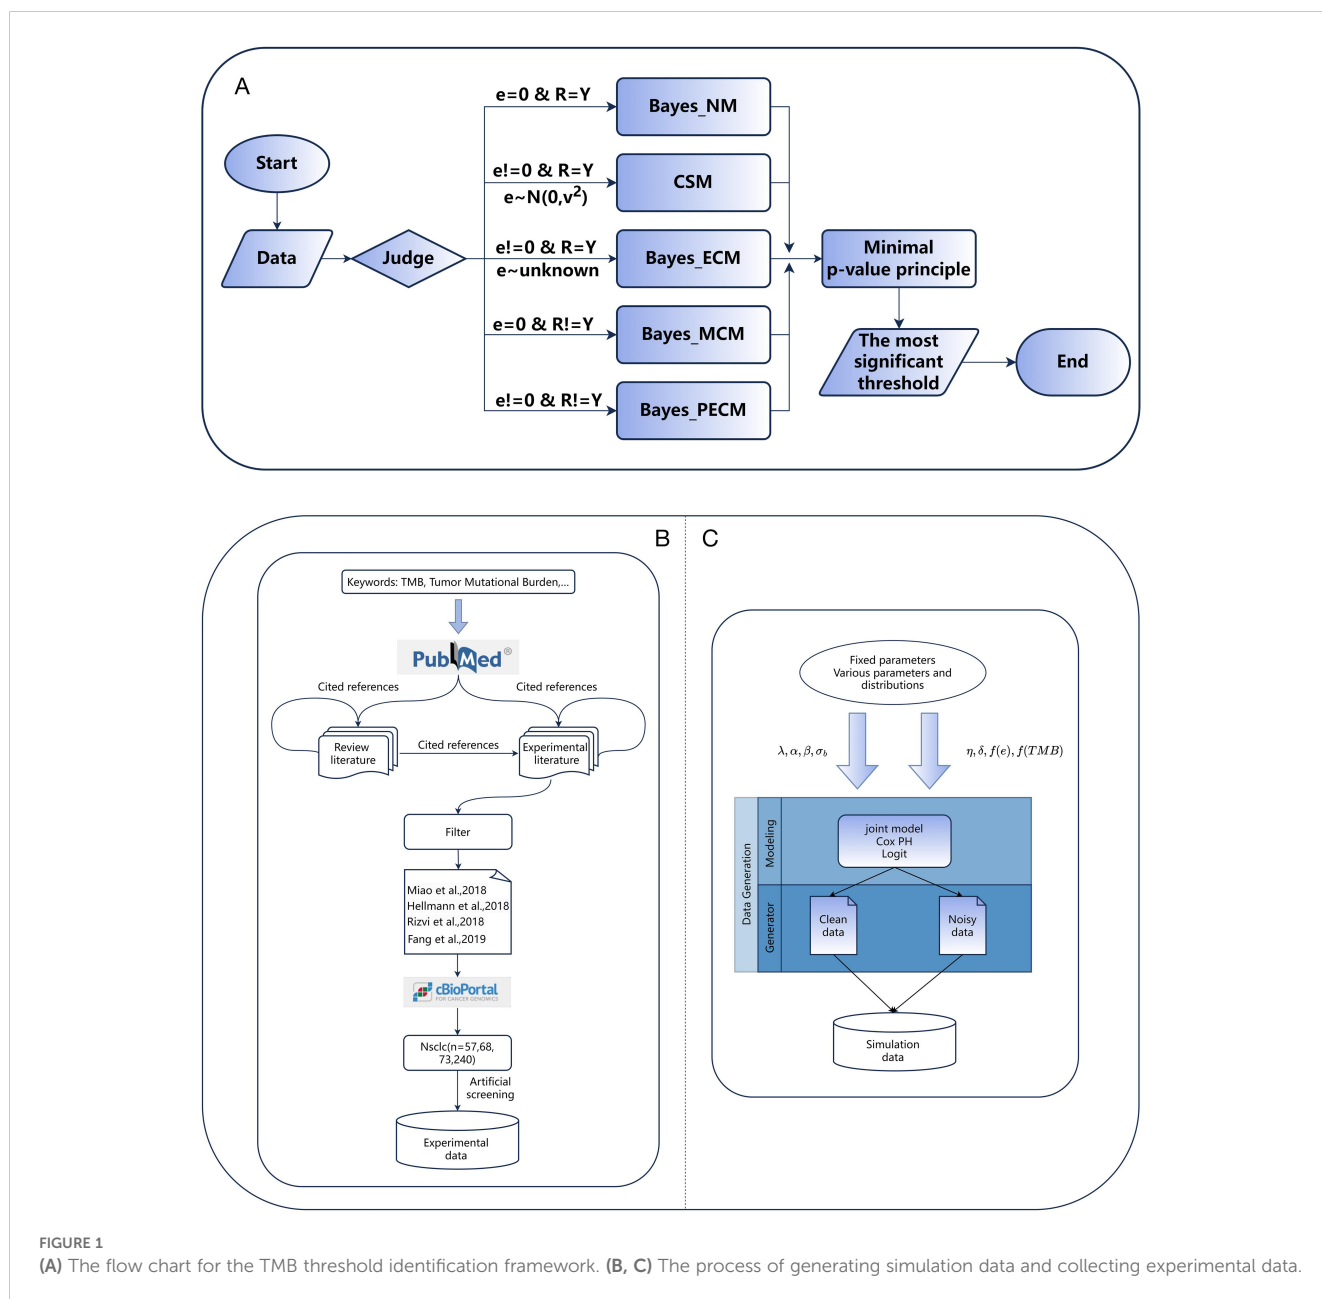 A
Start
Data
Judge
e=0 & R=Y
Bayes_NM
e!=0 & R=Y
e~N(0,v²)
CSM
e!=0 & R=Y
e~unknown
Bayes_ECM
e=0 & R!=Y
Bayes_MCM
e!=0 & R!=Y
Bayes_PECM
Minimal
p-value principle
The most
significant
threshold
End
B
Keywords: TMB, Tumor Mutational Burden,...
PubMed®
Cited references
Cited references
Review
literature
Cited references
Experimental
literature
Filter
Miao et al.,2018
Hellmann et al.,2018
Rizvi et al.,2018
Fang et al.,2019
cBioPortal
FOR CANCER GENOMICS
Nsclc(n=57,68,
73,240)
Artificial
screening
Experimental
data
C
Fixed parameters
Various parameters and
distributions
λ, α, β, σ_b
η, δ, f(e), f(TMB)
Data Generation
Modeling
joint model
Cox PH
Logit
Generator
Clean
data
Noisy
data
Simulation
data
FIGURE 1
(A) The flow chart for the TMB threshold identification framework. (B, C) The process of generating simulation data and collecting experimental data.